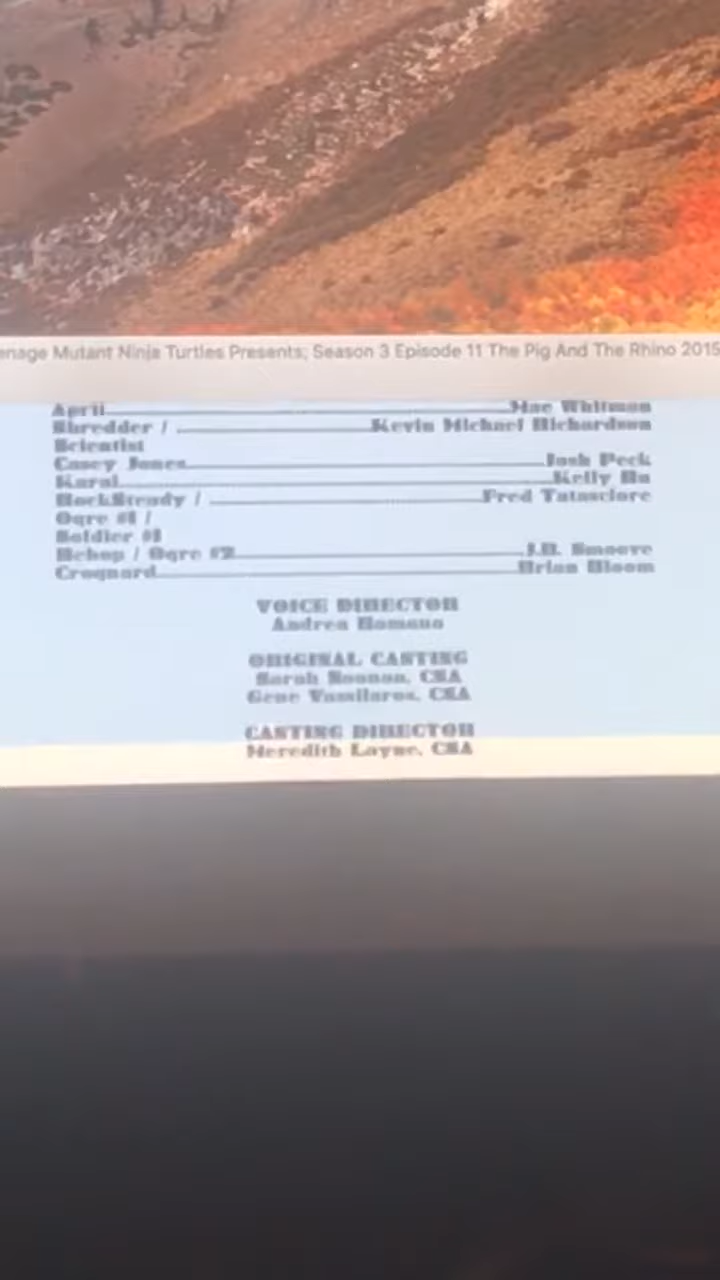 enage Mutant Ninja Turtles Presents; Season 3 Episode 11 The Pig And The Rhino 2015
April Mae Whitman
Shredder / Kevin Michael Richardson
Scientist
Casey Jones Josh Peck
Karai Kelly Hu
RockSteady / Fred Tatasciore
Ogre #1 /
Soldier #1
Bebop / Ogre #2 J.B. Smoove
Crognard Brian Bloom
VOICE DIRECTOR
Andrea Romano
ORIGINAL CASTING
Sarah Noonan, CSA
Gene Vassilaros, CSA
CASTING DIRECTOR
Meredith Layne, CSA